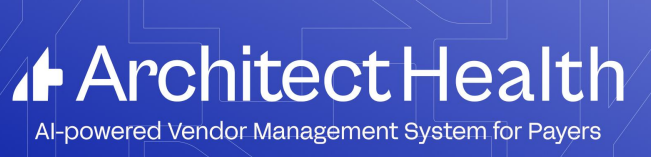 Architect Health
AI-powered Vendor Management System for Payers